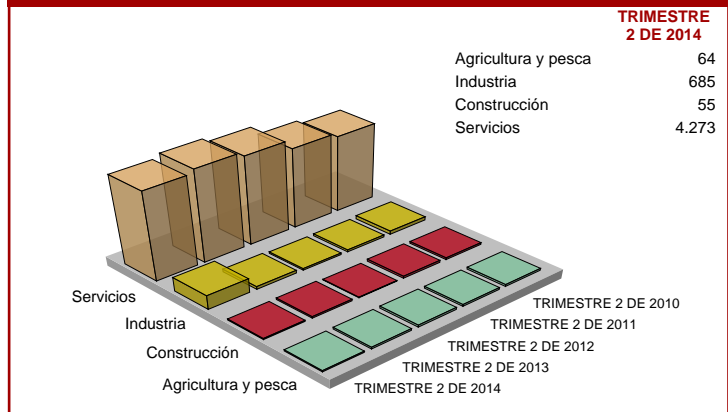 TRIMESTRE
2 DE 2014
Agricultura y pesca 64
Industria 685
Construcción 55
Servicios 4.273
Servicios
Industria
Construcción
Agricultura y pesca
TRIMESTRE 2 DE 2010
TRIMESTRE 2 DE 2011
TRIMESTRE 2 DE 2012
TRIMESTRE 2 DE 2013
TRIMESTRE 2 DE 2014